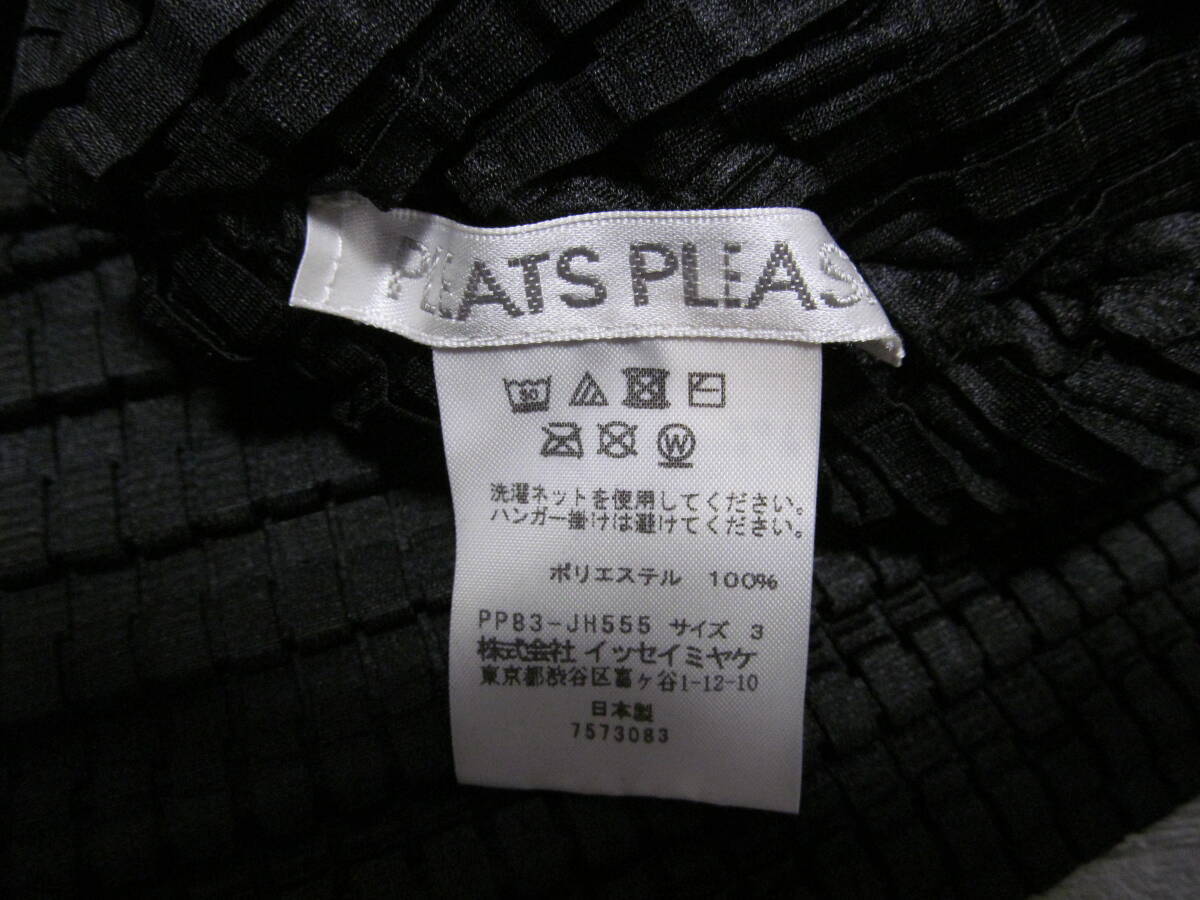 PLEATS PLEAS
30
W
洗濯ネットを使用してください。
ハンガー掛けは避けてください。
ポリエステル 100%
PP83-JH555 サイズ 3
株式会社 イッセイミヤケ
東京都渋谷区富ヶ谷1-12-10
日本製
7573083